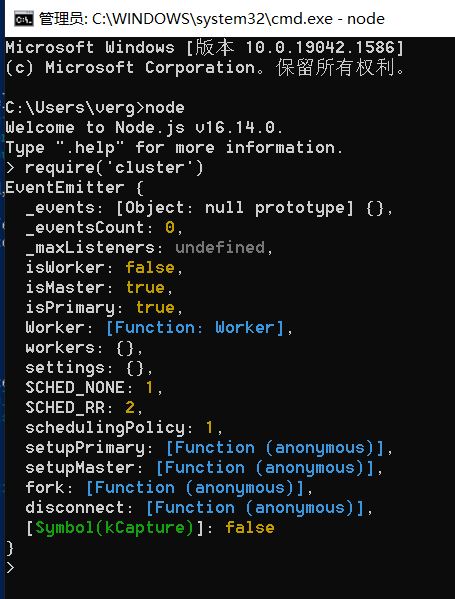 管理员: C:\WINDOWS\system32\cmd.exe - node
Microsoft Windows [版本 10.0.19042.1586]
(c) Microsoft Corporation。保留所有权利。
C:\Users\verg>node
Welcome to Node.js v16.14.0.
Type ".help" for more information.
> require('cluster')
EventEmitter {
  _events: [Object: null prototype] {},
  _eventsCount: 0,
  _maxListeners: undefined,
  isWorker: false,
  isMaster: true,
  isPrimary: true,
  Worker: [Function: Worker],
  workers: {},
  settings: {},
  SCHED_NONE: 1,
  SCHED_RR: 2,
  schedulingPolicy: 1,
  setupPrimary: [Function (anonymous)],
  setupMaster: [Function (anonymous)],
  fork: [Function (anonymous)],
  disconnect: [Function (anonymous)],
  [Symbol(kCapture)]: false
}
>